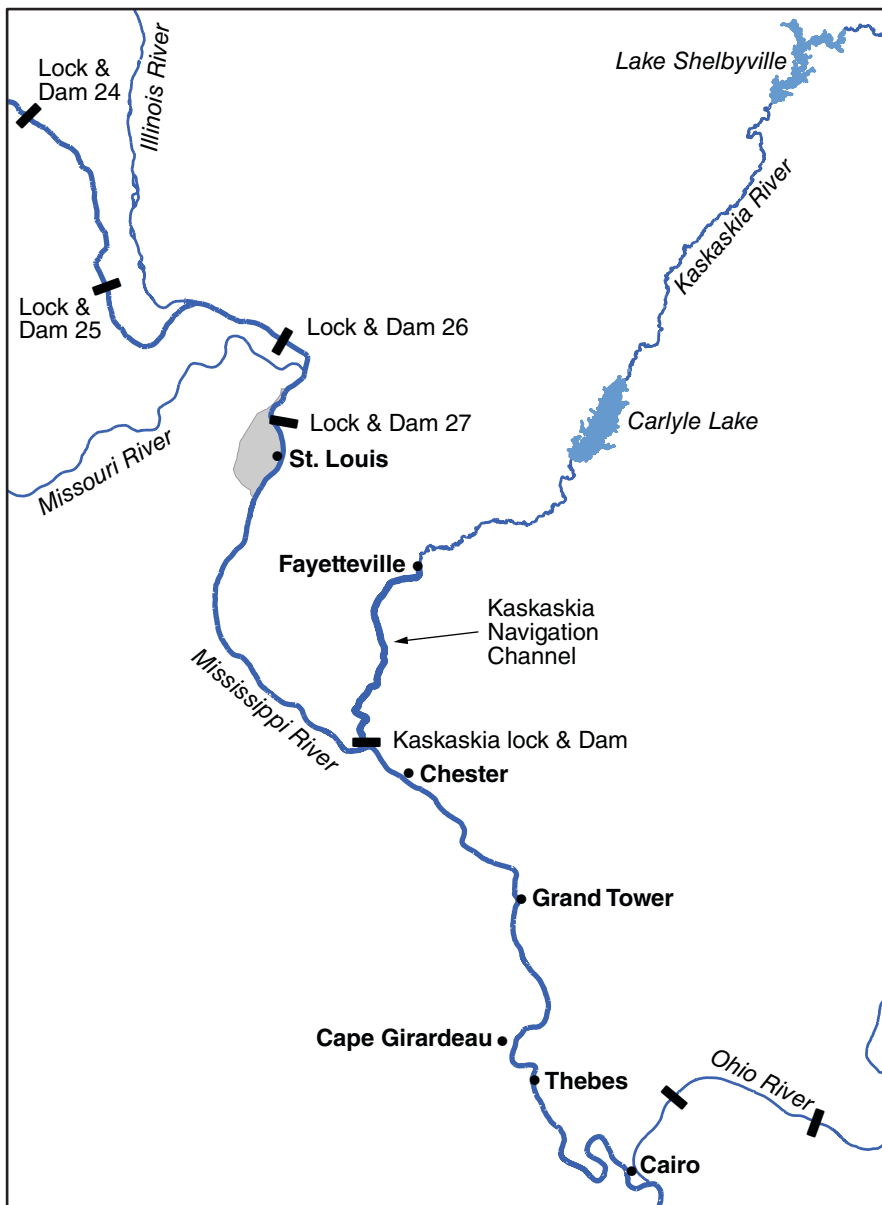 Lock &
Dam 24
Illinois River
Lake Shelbyville
Kaskaskia River
Lock &
Dam 25
Lock & Dam 26
Missouri River
Lock & Dam 27
St. Louis
Carlyle Lake
Fayetteville
Kaskaskia
Navigation
Channel
Mississippi River
Kaskaskia lock & Dam
Chester
Grand Tower
Cape Girardeau
Thebes
Ohio River
Cairo